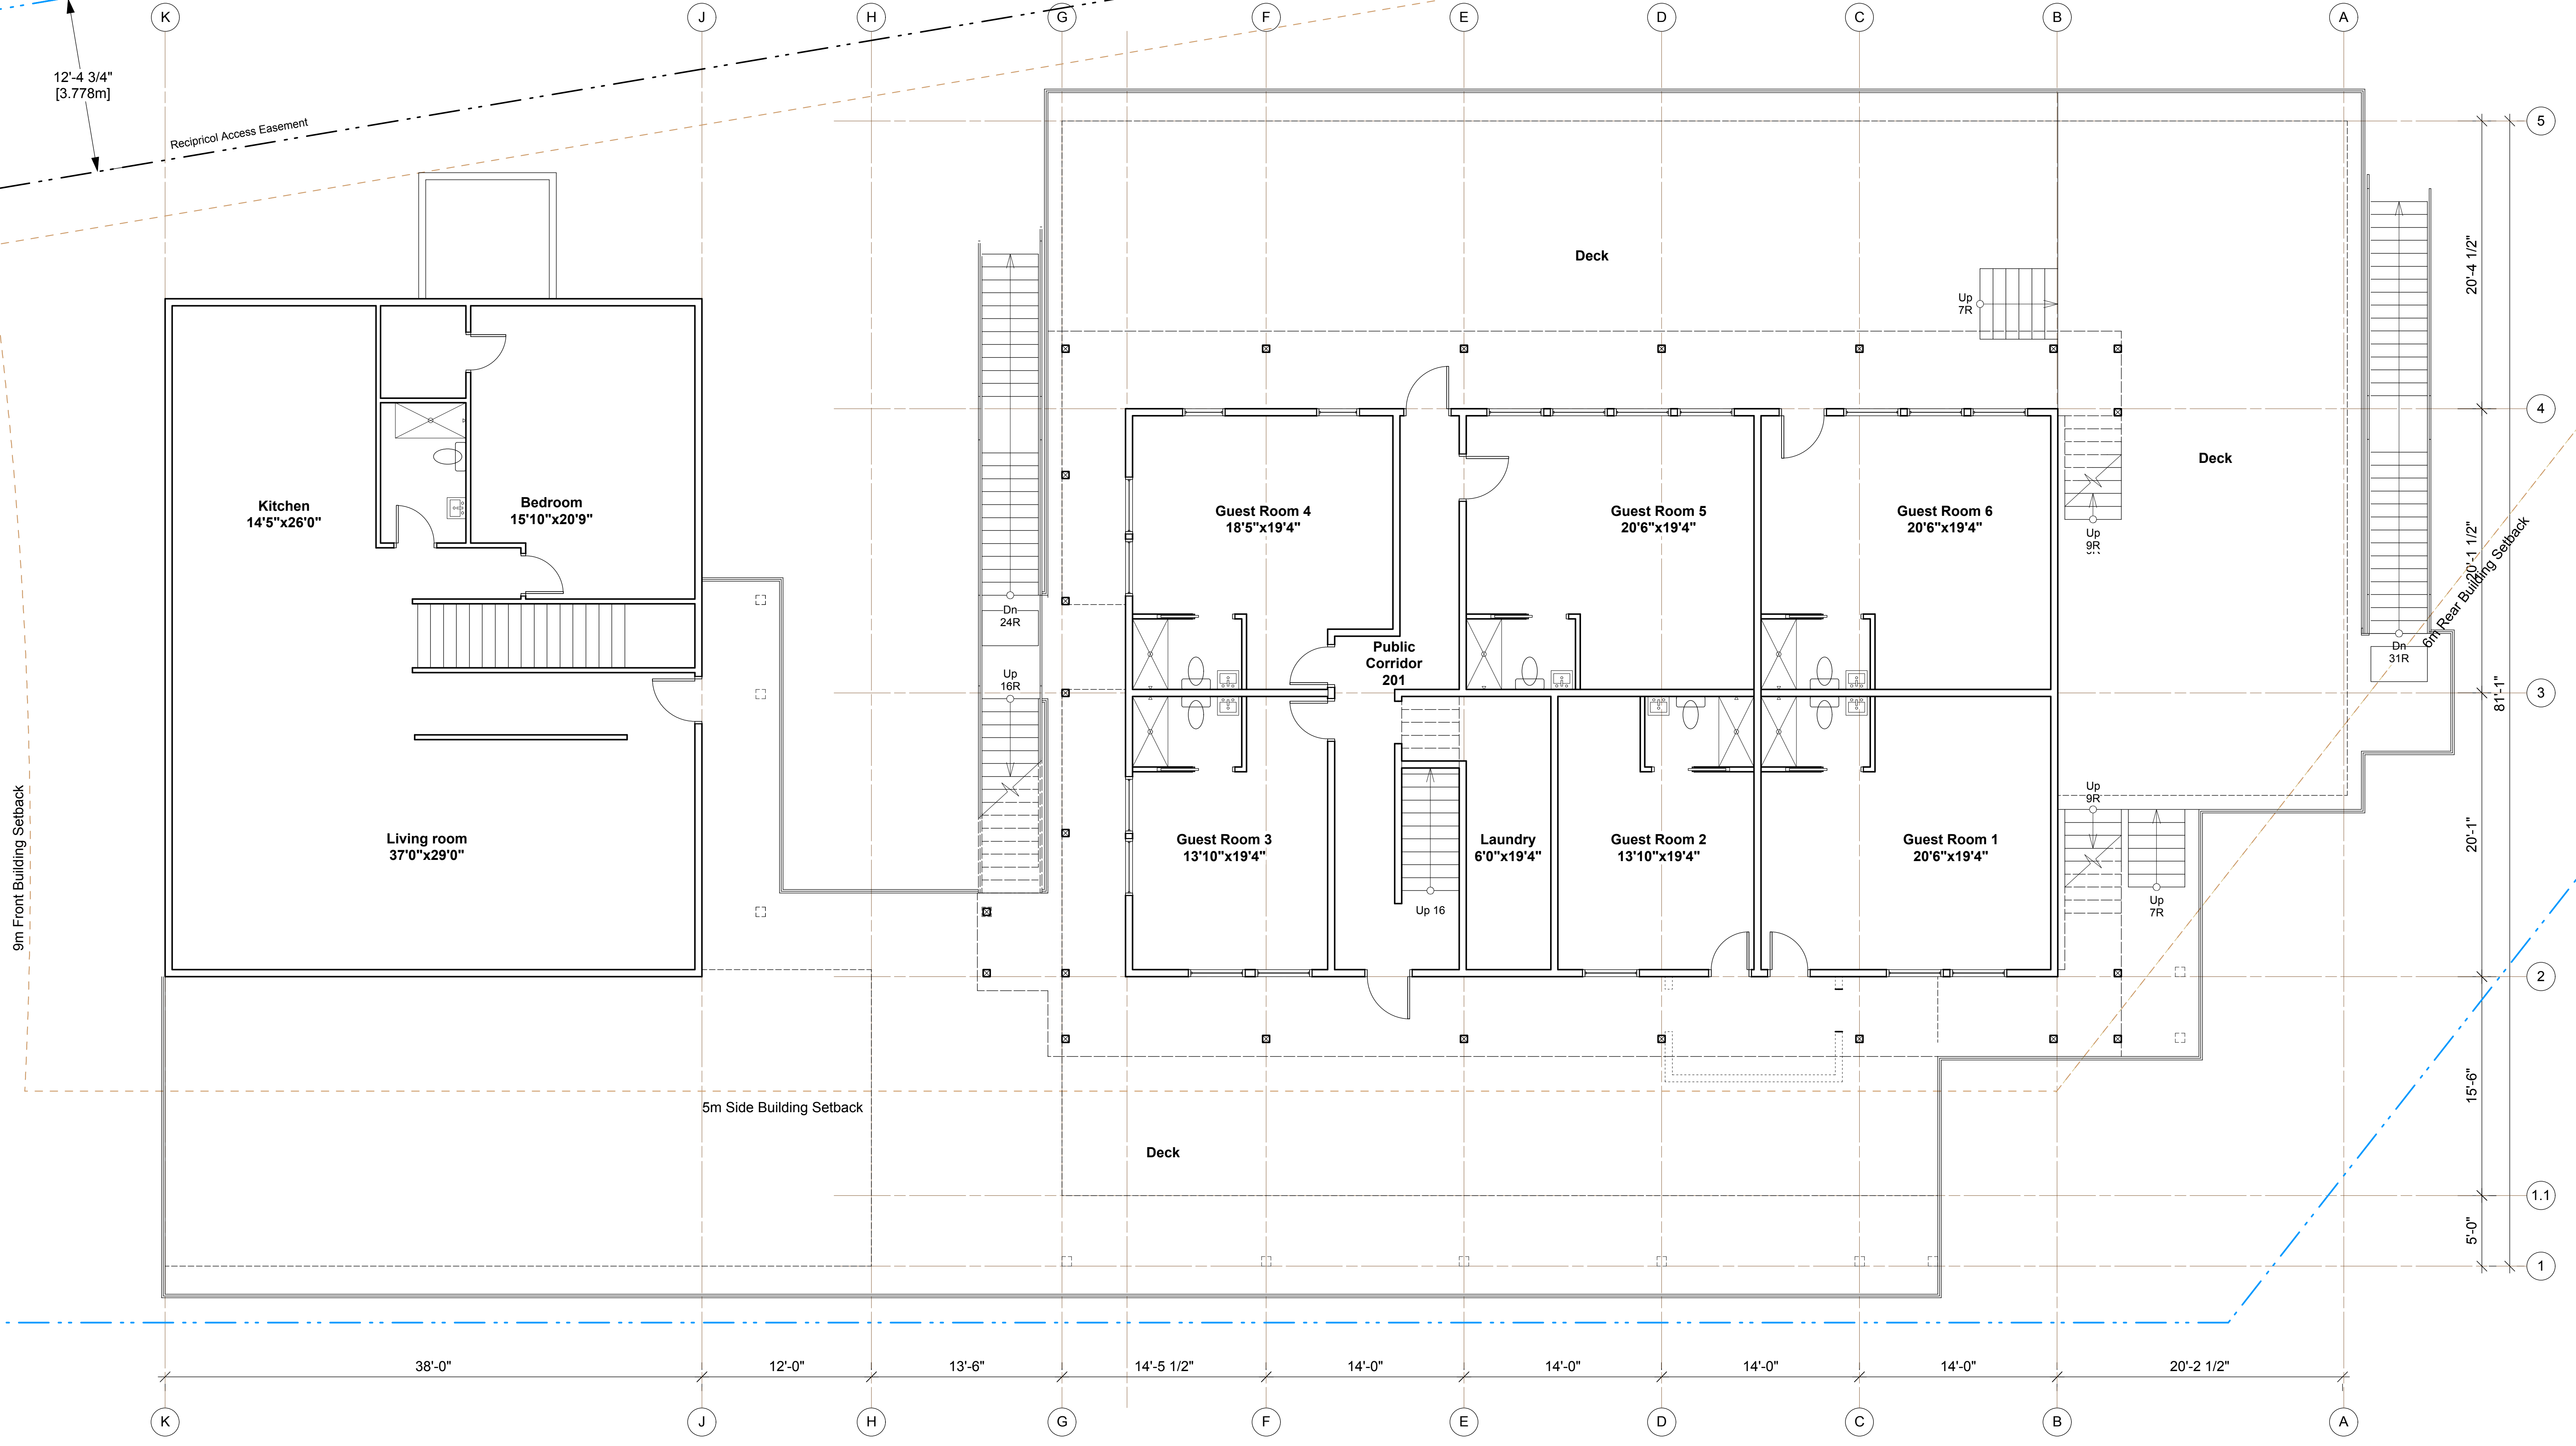 K
J
H
G
F
E
D
C
B
A
12'-4 3/4"
[3.778m]
Recipricol Access Easement
5
20'-4 1/2"
Deck
Up
7R
4
Deck
Kitchen
14'5"x26'0"
Bedroom
15'10"x20'9"
Guest Room 4
18'5"x19'4"
Guest Room 5
20'6"x19'4"
Guest Room 6
20'6"x19'4"
Up
9R
20'-1 1/2"
6m Rear Building Setback
Dn
24R
Public
Corridor
201
Dn
31R
Up
16R
3
81'-1"
Up
9R
9m Front Building Setback
Living room
37'0"x29'0"
Guest Room 3
13'10"x19'4"
Laundry
6'0"x19'4"
Guest Room 2
13'10"x19'4"
Guest Room 1
20'6"x19'4"
20'-1"
Up 16
Up
7R
2
5m Side Building Setback
15'-6"
Deck
1.1
5'-0"
1
38'-0"
12'-0"
13'-6"
14'-5 1/2"
14'-0"
14'-0"
14'-0"
14'-0"
20'-2 1/2"
K
J
H
G
F
E
D
C
B
A